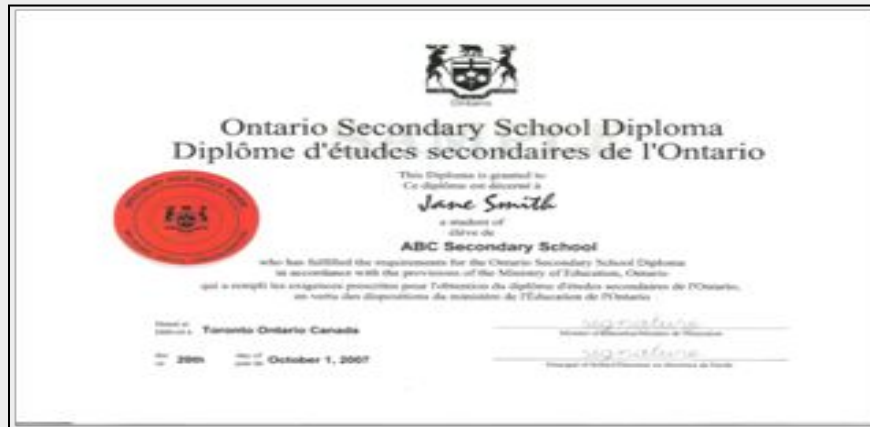 Ontario
Ontario Secondary School Diploma
Diplôme d'études secondaires de l'Ontario
This Diploma is granted to
Ce diplôme est décerné à
Jane Smith
a student of
élève de
ABC Secondary School
who has fulfilled the requirements for the Ontario Secondary School Diploma
in accordance with the provisions of the Ministry of Education, Ontario
qui a rempli les exigences prescrites pour l'obtention du diplôme d'études secondaires de l'Ontario,
en vertu des dispositions du ministère de l'Éducation de l'Ontario
Toronto Ontario Canada
signature
20th day of October 1, 2007
signature